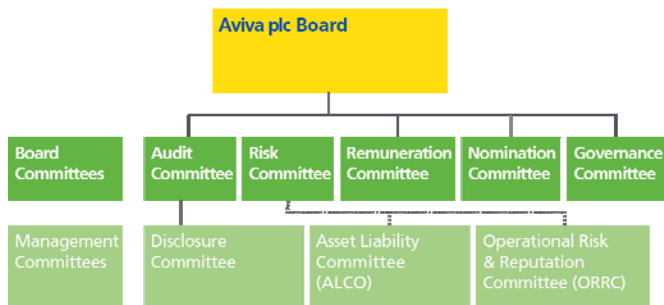 Aviva plc Board
Board
Committees
Audit
Committee
Risk
Committee
Remuneration
Committee
Nomination
Committee
Governance
Committee
Management
Committees
Disclosure
Committee
Asset Liability
Committee
(ALCO)
Operational Risk
& Reputation
Committee (ORRC)